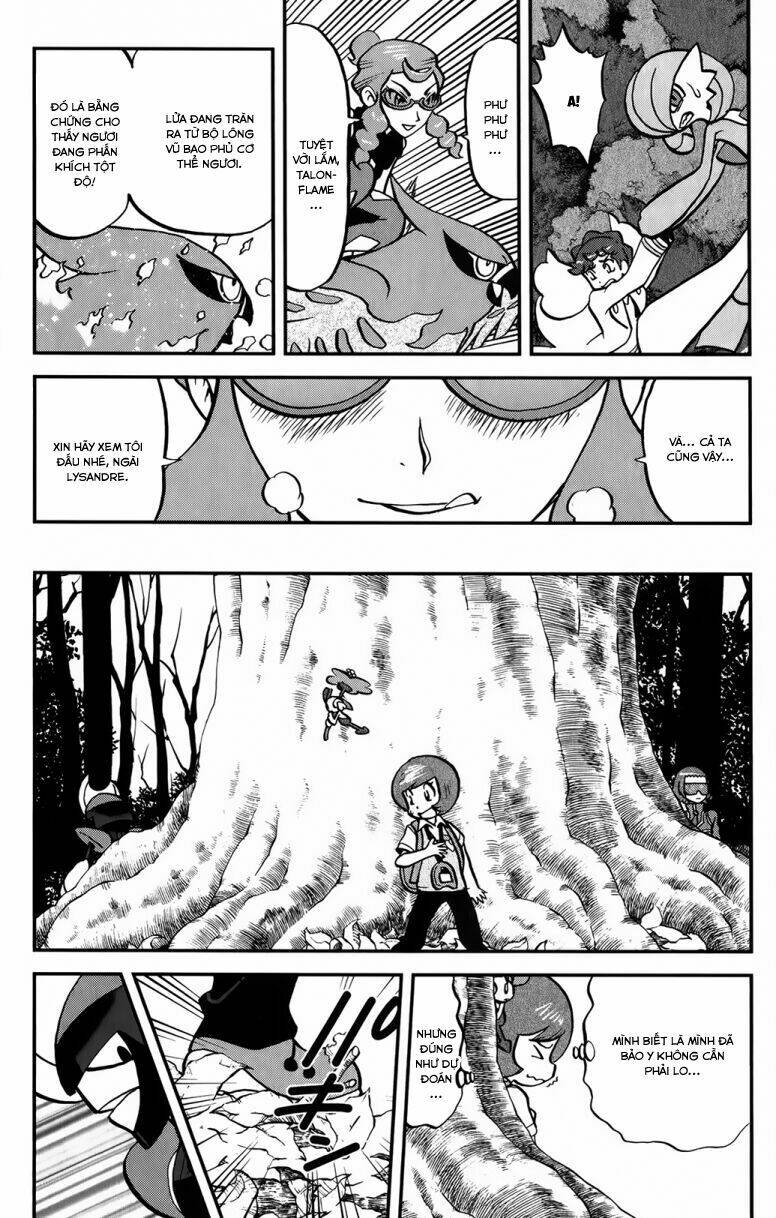 A!
PHƯ
PHƯ
PHƯ
...
TUYỆT
VỜI LẮM,
TALON-
FLAME
...
LỬA ĐANG TRÀN
RA TỪ BỘ LÔNG
VŨ BAO PHỦ CƠ
THỂ NGƯƠI.
ĐÓ LÀ BẰNG
CHỨNG CHO
THẤY NGƯƠI
ĐANG PHẤN
KHÍCH TỘT
ĐỘ!
VÀ... CẢ TA
CŨNG VẬY...
XIN HÃY XEM TÔI
ĐẤU NHÉ, NGÀI
LYSANDRE.
MÌNH BIẾT LÀ MÌNH ĐÃ
BẢO Y KHÔNG CẦN
PHẢI LO...
NHƯNG
ĐÚNG
NHƯ DỰ
ĐOÁN
...